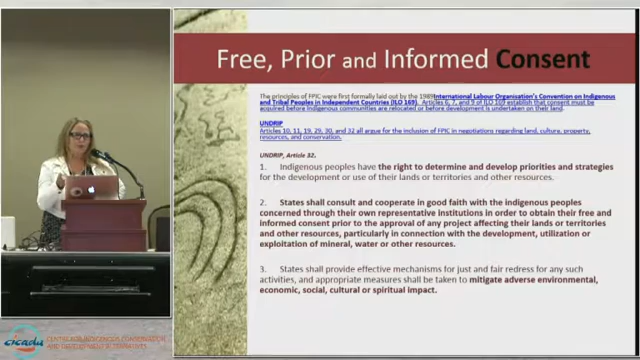 Free, Prior and Informed Consent
The principles of FPIC were first formally laid out by the 1989International Labour Organisation's Convention on Indigenous
and Tribal Peoples in Independent Countries (ILO 169). Articles 6, 7, and 9 of ILO 169 establish that consent must be
acquired before Indigenous communities are relocated or before development is undertaken on their land.
UNDRIP
Articles 10, 11, 19, 29, 30, and 32 all argue for the inclusion of FPIC in negotiations regarding land, culture, property,
resources, and conservation.
UNDRIP, Article 32.
1. Indigenous peoples have the right to determine and develop priorities and strategies
for the development or use of their lands or territories and other resources.
2. States shall consult and cooperate in good faith with the indigenous peoples
concerned through their own representative institutions in order to obtain their free and
informed consent prior to the approval of any project affecting their lands or territories
and other resources, particularly in connection with the development, utilization or
exploitation of mineral, water or other resources.
3. States shall provide effective mechanisms for just and fair redress for any such
activities, and appropriate measures shall be taken to mitigate adverse environmental,
economic, social, cultural or spiritual impact.
cicada
CENTRE FOR INDIGENOUS CONSERVATION
AND DEVELOPMENT ALTERNATIVES